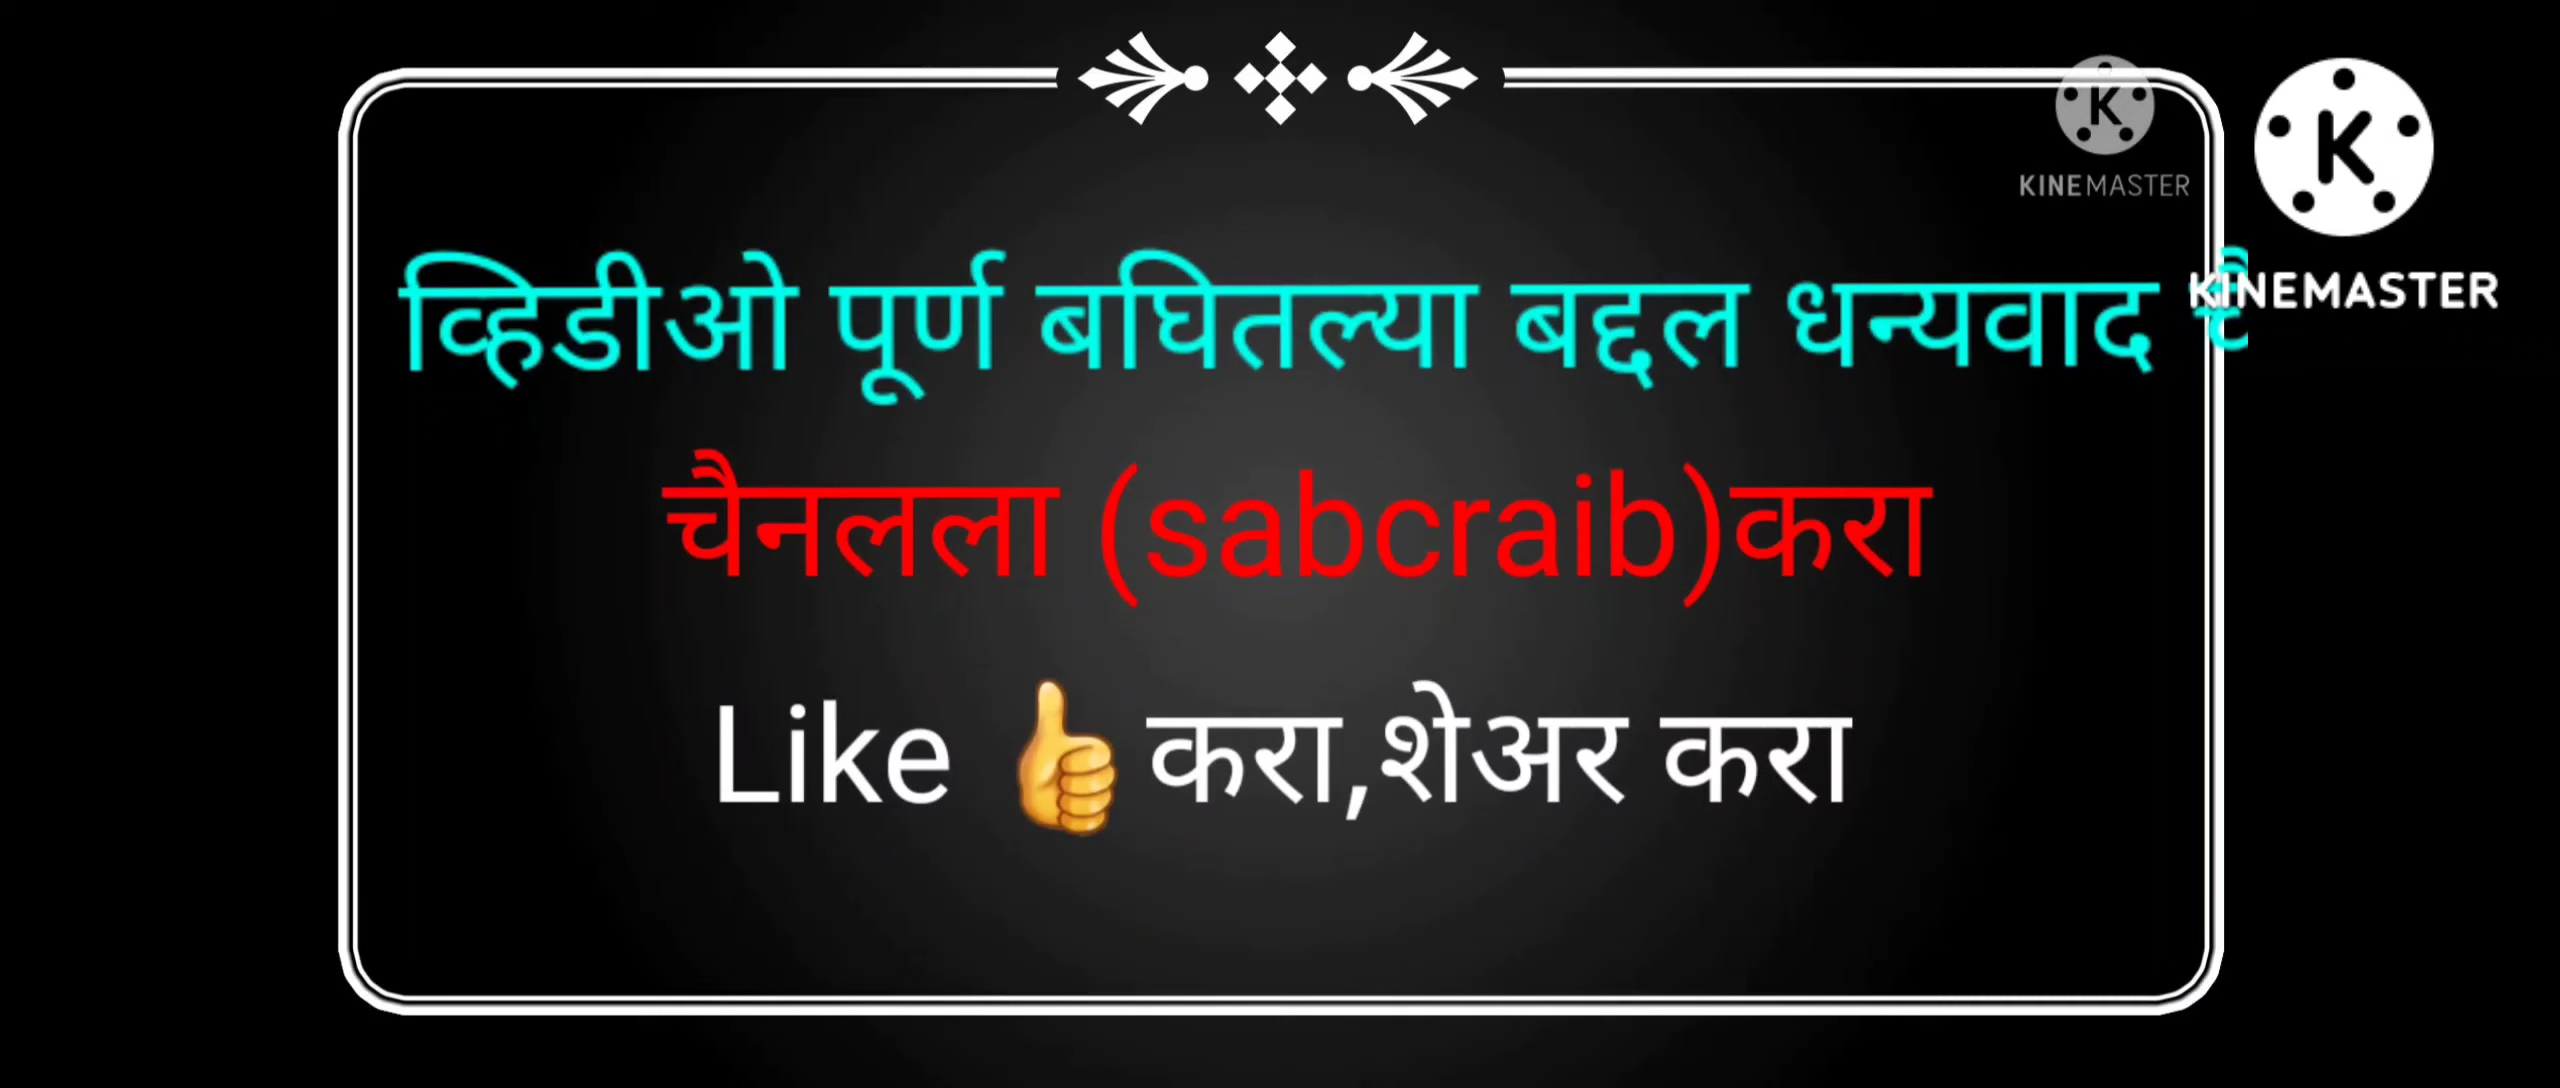 KINEMASTER
KINEMASTER
व्हिडीओ पूर्ण बघितल्या बद्दल धन्यवाद
चैनलला (sabcraib)करा
Like 👍 करा,शेअर करा